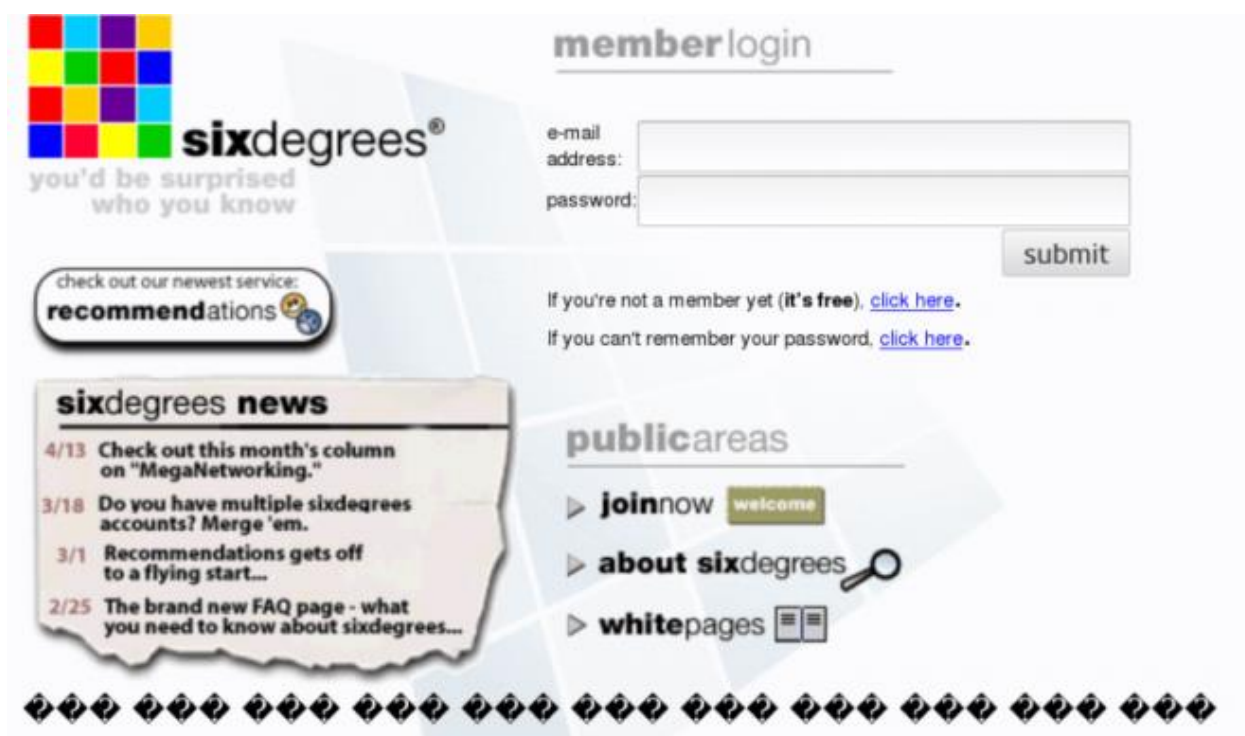 sixdegrees®
you'd be surprised
who you know
check out our newest service:
recommendations
sixdegrees news
4/13 Check out this month's column
on "MegaNetworking."
3/18 Do you have multiple sixdegrees
accounts? Merge 'em.
3/1 Recommendations gets off
to a flying start...
2/25 The brand new FAQ page - what
you need to know about sixdegrees...
memberlogin
e-mail
address:
password:
submit
If you're not a member yet (it's free), click here.
If you can't remember your password, click here.
publicareas
joinnow welcome
about sixdegrees
whitepages
��� ��� ��� ��� ��� ��� ��� ��� ��� ��� ���